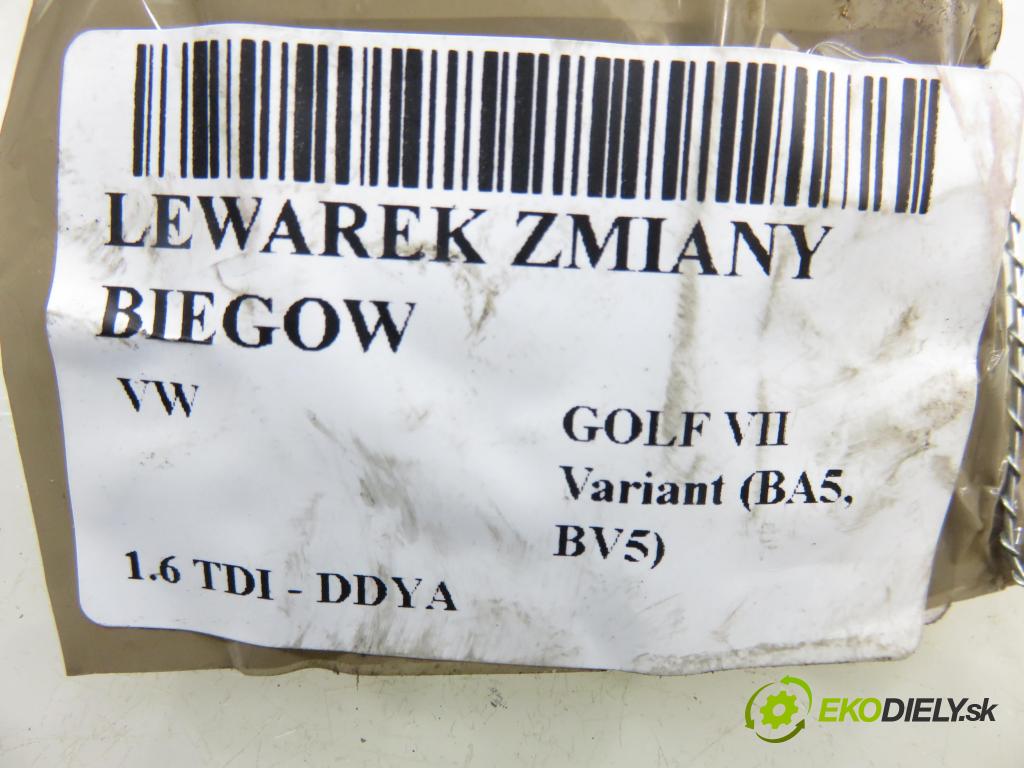 LEWAREK ZMIANY
BIEGOW
VW
GOLF VII
Variant (BA5,
BV5)
1.6 TDI - DDYA
EKODIELY.sk